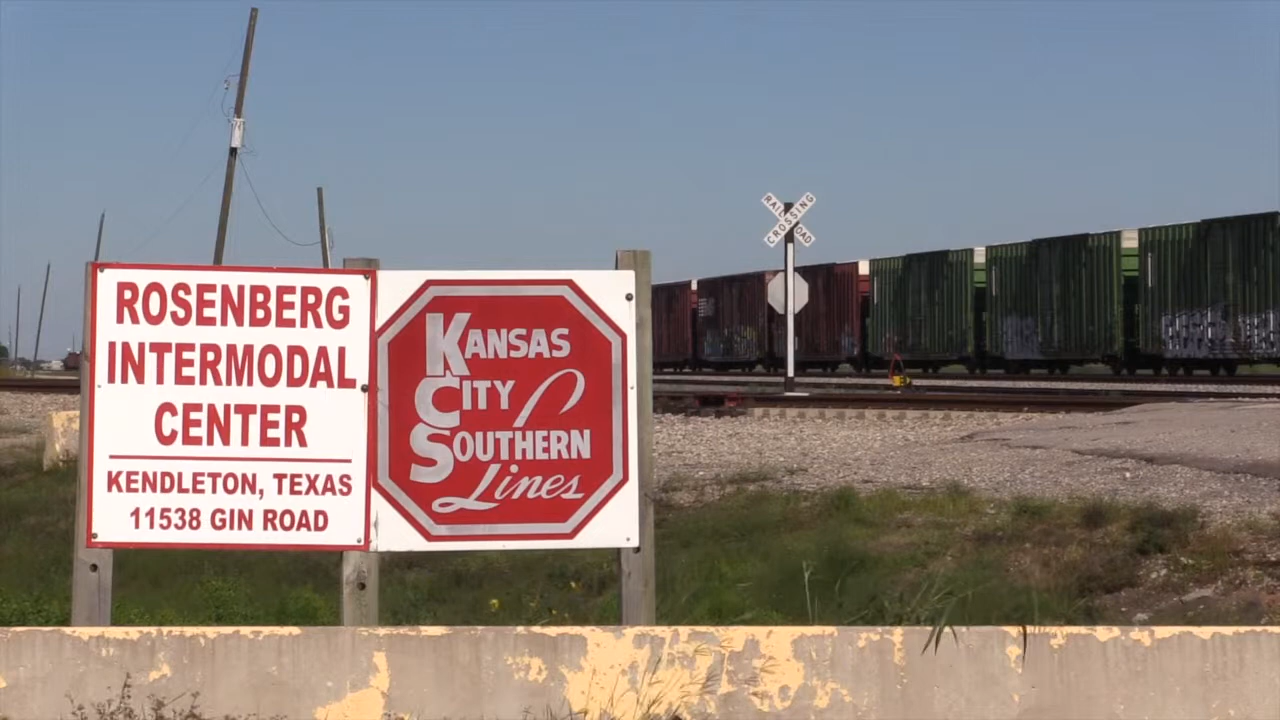 ROSENBERG
INTERMODAL
CENTER
KENDLETON, TEXAS
11538 GIN ROAD
KANSAS
CITY
SOUTHERN
Lines
RAILROAD
CROSSING